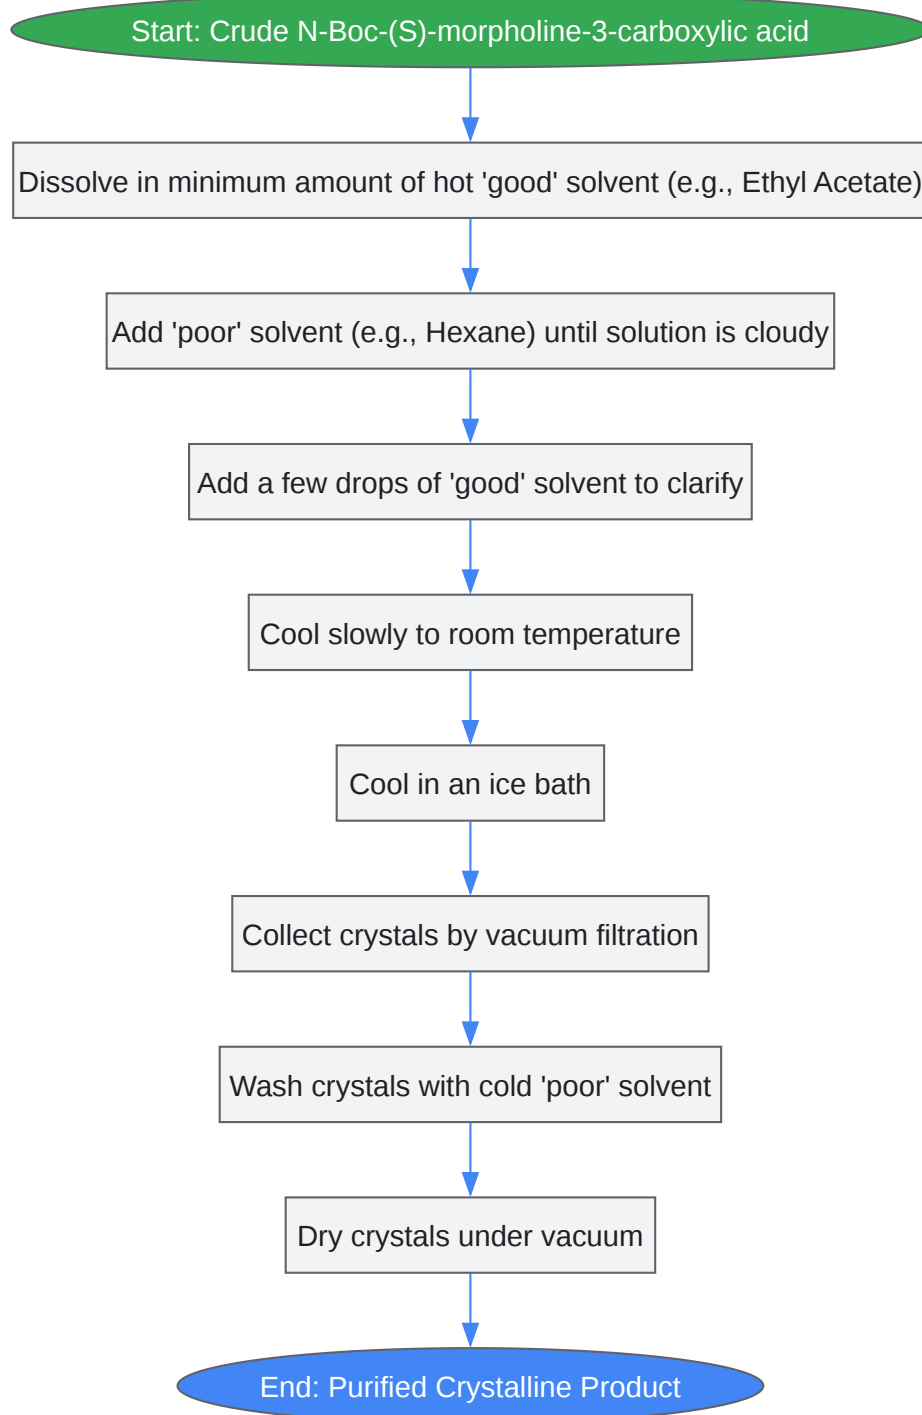 Start: Crude N-Boc-(S)-morpholine-3-carboxylic acid
Dissolve in minimum amount of hot 'good' solvent (e.g., Ethyl Acetate)
Add 'poor' solvent (e.g., Hexane) until solution is cloudy
Add a few drops of 'good' solvent to clarify
Cool slowly to room temperature
Cool in an ice bath
Collect crystals by vacuum filtration
Wash crystals with cold 'poor' solvent
Dry crystals under vacuum
End: Purified Crystalline Product